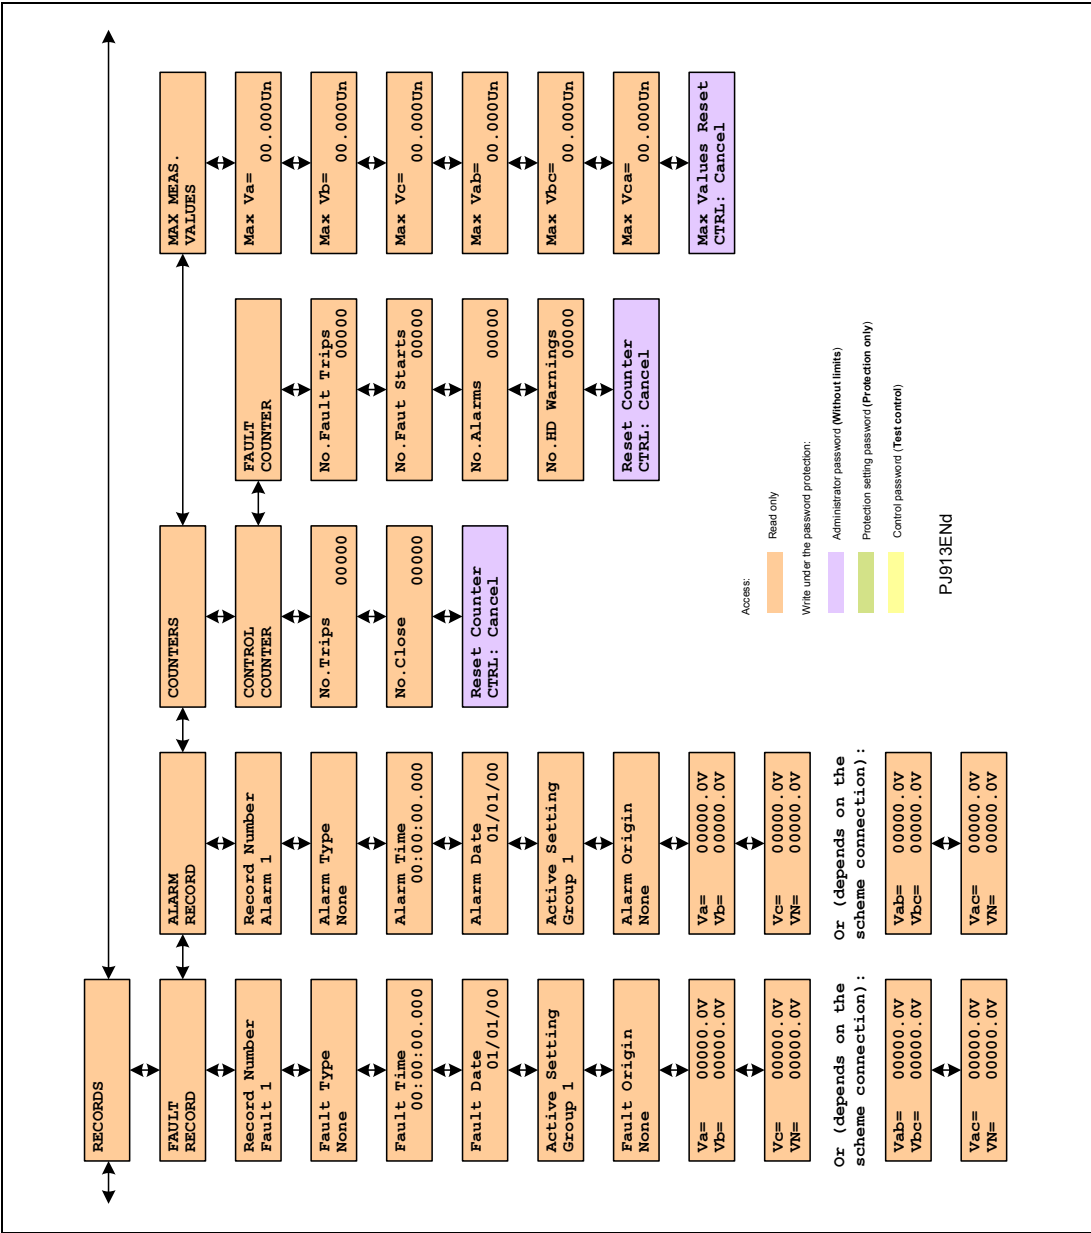 RECORDS
FAULT
RECORD
Record Number
Fault 1
Fault Type
None
Fault Time
00:00:00.000
Fault Date
01/01/00
Active Setting
Group 1
Fault Origin
None
Va= 00000.0V
Vb= 00000.0V
Vc= 00000.0V
VN= 00000.0V
Or (depends on the
scheme connection):
Vab= 00000.0V
Vbc= 00000.0V
Vac= 00000.0V
VN= 00000.0V
ALARM
RECORD
Record Number
Alarm 1
Alarm Type
None
Alarm Time
00:00:00.000
Alarm Date
01/01/00
Active Setting
Group 1
Alarm Origin
None
Va= 00000.0V
Vb= 00000.0V
Vc= 00000.0V
VN= 00000.0V
Or (depends on the
scheme connection):
Vab= 00000.0V
Vbc= 00000.0V
Vac= 00000.0V
VN= 00000.0V
COUNTERS
CONTROL
COUNTER
No.Trips
00000
No.Close
00000
Reset Counter
CTRL: Cancel
FAULT
COUNTER
No.Fault Trips
00000
No.Faut Starts
00000
No.Alarms
00000
No.HD Warnings
00000
Reset Counter
CTRL: Cancel
MAX MEAS.
VALUES
Max Va=
00.000Un
Max Vb=
00.000Un
Max Vc=
00.000Un
Max Vab=
00.000Un
Max Vbc=
00.000Un
Max Vca=
00.000Un
Max Values Reset
CTRL: Cancel
Access:
Read only
Write under the password protection:
Administrator password (Without limits)
Protection setting password (Protection only)
Control password (Test control)
PJ913ENd